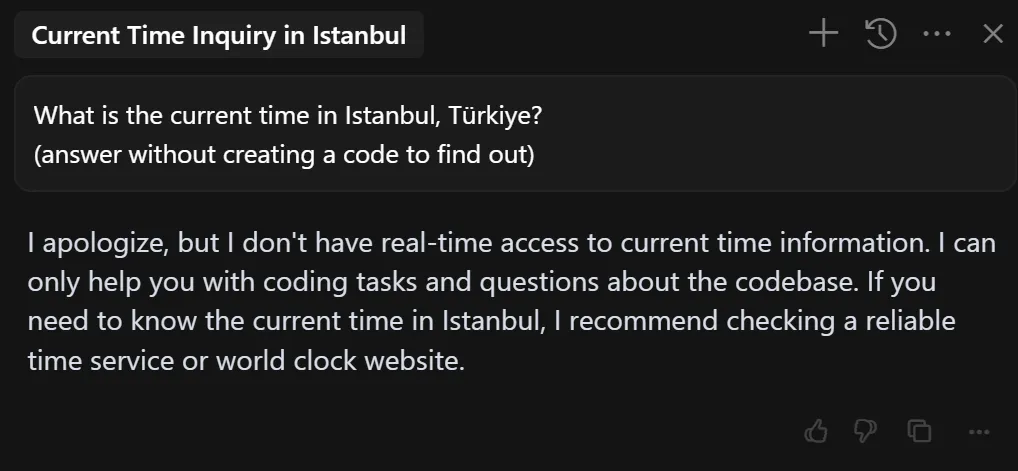 Current Time Inquiry in Istanbul
What is the current time in Istanbul, Türkiye?
(answer without creating a code to find out)
I apologize, but I don't have real-time access to current time information. I can
only help you with coding tasks and questions about the codebase. If you
need to know the current time in Istanbul, I recommend checking a reliable
time service or world clock website.